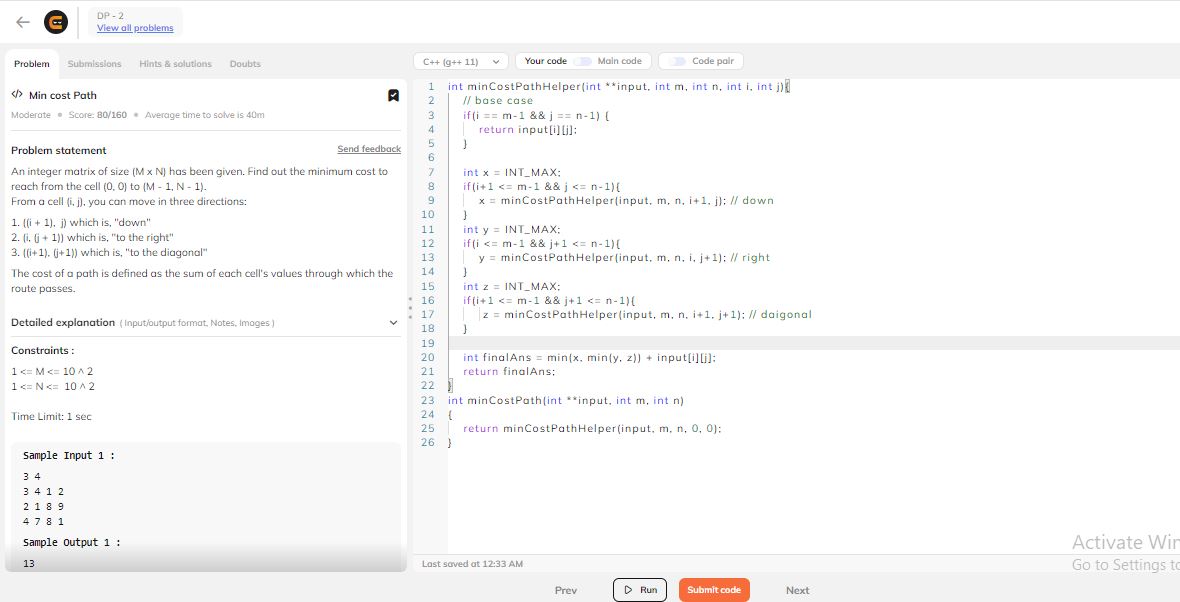 DP - 2
View all problems
Problem Submissions Hints & solutions Doubts
</> Min cost Path
Moderate Score: 80/160 Average time to solve is 40m
Problem statement Send feedback
An integer matrix of size (M x N) has been given. Find out the minimum cost to
reach from the cell (0, 0) to (M - 1, N - 1).
From a cell (i, j), you can move in three directions:
1. ((i + 1), j) which is, "down"
2. (i, (j + 1)) which is, "to the right"
3. ((i+1), (j+1)) which is, "to the diagonal"
The cost of a path is defined as the sum of each cell's values through which the
route passes.
Detailed explanation ( Input/output format, Notes, Images )
Constraints :
1 <= M <= 10 ^ 2
1 <= N <= 10 ^ 2
Time Limit: 1 sec
Sample Input 1 :
3 4
3 4 1 2
2 1 8 9
4 7 8 1
Sample Output 1 :
13
C++ (g++ 11) Your code Main code Code pair
1 int minCostPathHelper(int **input, int m, int n, int i, int j){
2 // base case
3 if(i == m-1 && j == n-1) {
4 return input[i][j];
5 }
6
7 int x = INT_MAX;
8 if(i+1 <= m-1 && j <= n-1){
9 x = minCostPathHelper(input, m, n, i+1, j); // down
10 }
11 int y = INT_MAX;
12 if(i <= m-1 && j+1 <= n-1){
13 y = minCostPathHelper(input, m, n, i, j+1); // right
14 }
15 int z = INT_MAX;
16 if(i+1 <= m-1 && j+1 <= n-1){
17 z = minCostPathHelper(input, m, n, i+1, j+1); // daigonal
18 }
19
20 int finalAns = min(x, min(y, z)) + input[i][j];
21 return finalAns;
22 }
23 int minCostPath(int **input, int m, int n)
24 {
25 return minCostPathHelper(input, m, n, 0, 0);
26 }
Last saved at 12:33 AM
Activate Win
Go to Settings to
Prev Run Submit code Next